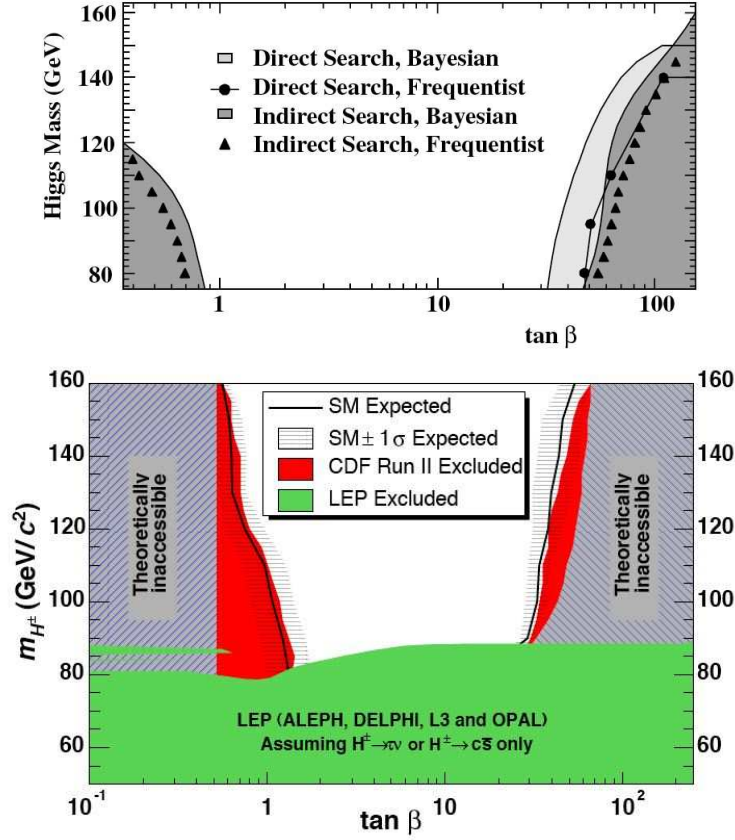 160
140
120
100
80
Higgs Mass (GeV)
Direct Search, Bayesian
Direct Search, Frequentist
Indirect Search, Bayesian
Indirect Search, Frequentist
1
10
100
tan β
160
140
120
100
80
60
m_H± (GeV/c²)
160
140
120
100
80
60
SM Expected
SM± 1σ Expected
CDF Run II Excluded
LEP Excluded
Theoretically
inaccessible
Theoretically
inaccessible
LEP (ALEPH, DELPHI, L3 and OPAL)
Assuming H±→τν or H±→cs̅ only
10⁻¹
1
10
10²
tan β